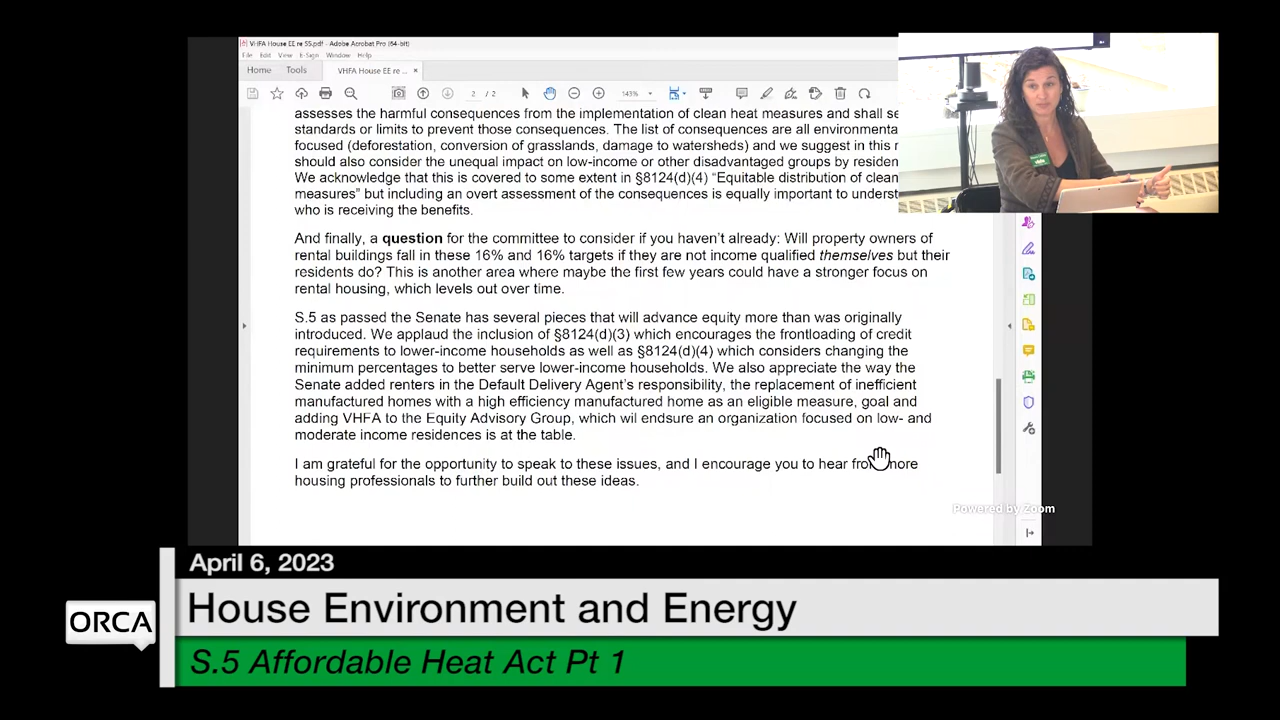 VHFA House EE re S5.pdf - Adobe Acrobat Pro (64-bit)
File Edit View E-Sign Window Help
Home Tools VHFA House EE re ... ×
2 / 2 143%
assesses the harmful consequences from the implementation of clean heat measures and shall se
standards or limits to prevent those consequences. The list of consequences are all environmenta
focused (deforestation, conversion of grasslands, damage to watersheds) and we suggest in this
should also consider the unequal impact on low-income or other disadvantaged groups by residen
We acknowledge that this is covered to some extent in §8124(d)(4) “Equitable distribution of clean
measures” but including an overt assessment of the consequences is equally important to underst
who is receiving the benefits.
And finally, a question for the committee to consider if you haven’t already: Will property owners of
rental buildings fall in these 16% and 16% targets if they are not income qualified themselves but their
residents do? This is another area where maybe the first few years could have a stronger focus on
rental housing, which levels out over time.
S.5 as passed the Senate has several pieces that will advance equity more than was originally
introduced. We applaud the inclusion of §8124(d)(3) which encourages the frontloading of credit
requirements to lower-income households as well as §8124(d)(4) which considers changing the
minimum percentages to better serve lower-income households. We also appreciate the way the
Senate added renters in the Default Delivery Agent’s responsibility, the replacement of inefficient
manufactured homes with a high efficiency manufactured home as an eligible measure, goal and
adding VHFA to the Equity Advisory Group, which wil endsure an organization focused on low- and
moderate income residences is at the table.
I am grateful for the opportunity to speak to these issues, and I encourage you to hear from more
housing professionals to further build out these ideas.
Powered by Zoom
April 6, 2023
ORCA
House Environment and Energy
S.5 Affordable Heat Act Pt 1